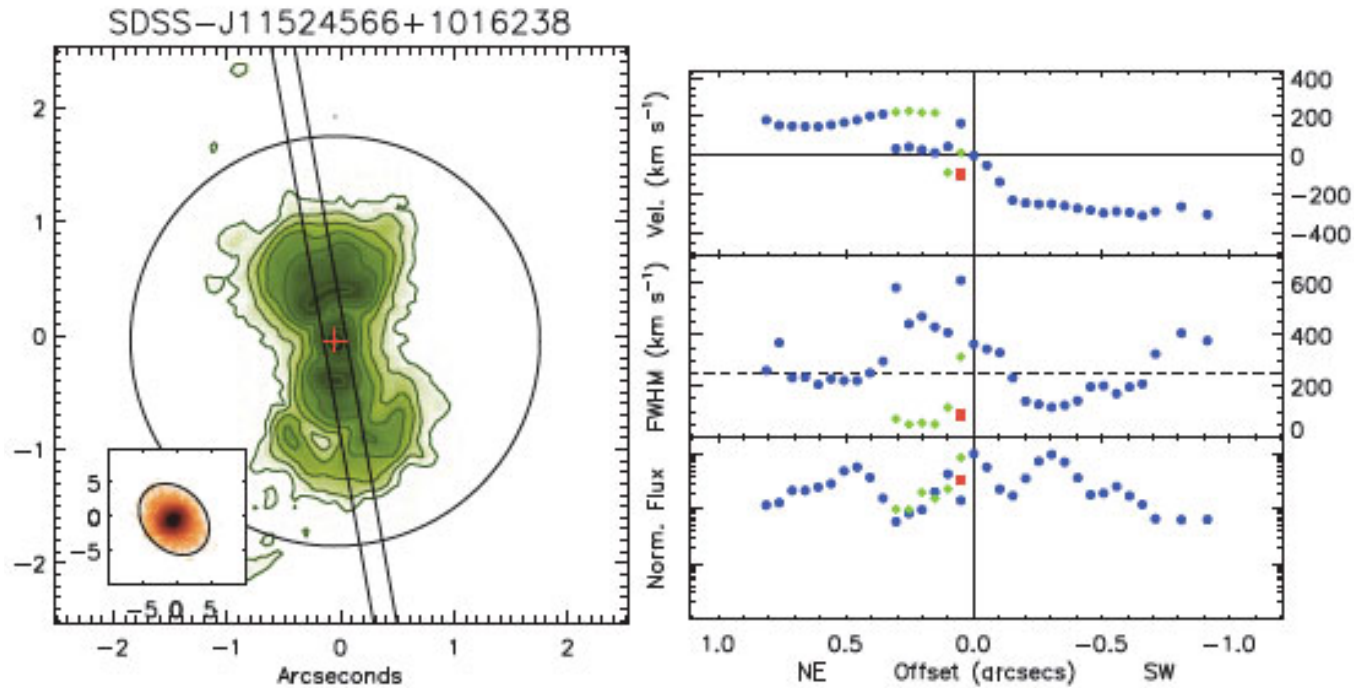 SDSS-J11524566+1016238
2
1
0
-1
-2
5
0
-5
-5 0 5
-2 -1 0 1 2
Arcseconds
Vel. (km s⁻¹)
400
200
0
-200
-400
FWHM (km s⁻¹)
600
400
200
0
Norm. Flux
1.0 0.5 0.0 -0.5 -1.0
NE Offset (arcsecs) SW